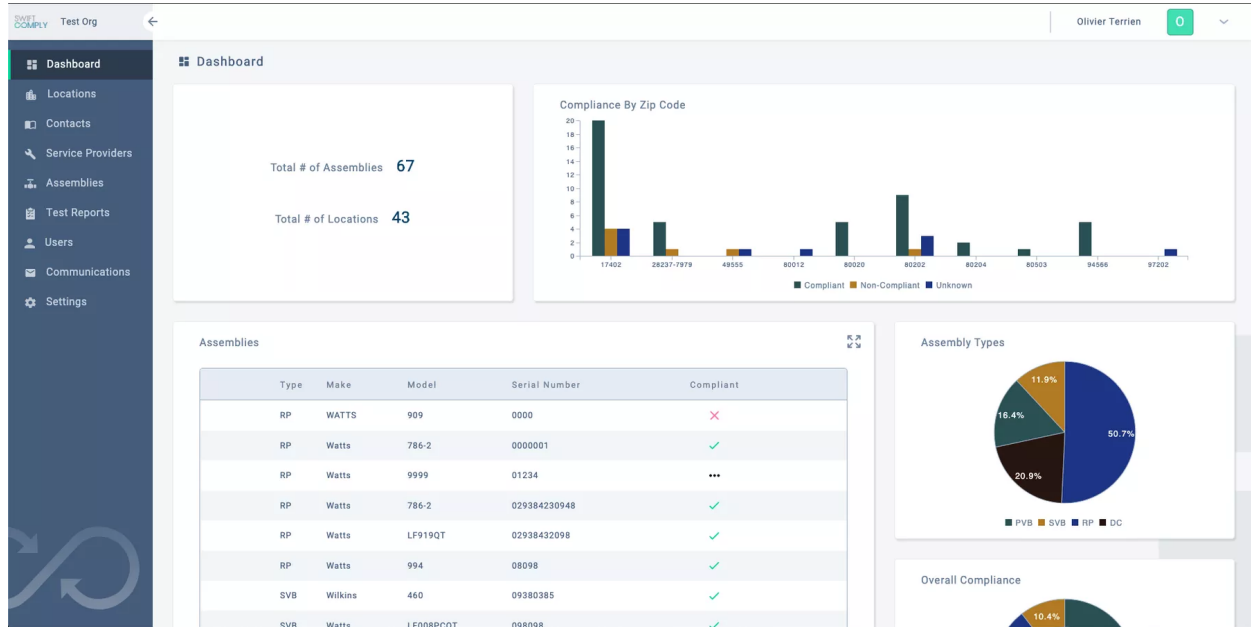 SWIFT COMPLY
Test Org
Olivier Terrien
O
Dashboard
Locations
Contacts
Service Providers
Assemblies
Test Reports
Users
Communications
Settings
Dashboard
Total # of Assemblies 67
Total # of Locations 43
Compliance By Zip Code
20
18
16
14
12
10
8
6
4
2
0
17402 28237-7979 49555 80012 80020 80202 80204 80503 94566 97202
Compliant Non-Compliant Unknown
Assemblies
Type Make Model Serial Number Compliant
RP WATTS 909 0000
RP Watts 786-2 0000001
RP Watts 9999 01234
RP Watts 786-2 029384230948
RP Watts LF919QT 02938432098
RP Watts 994 08098
SVB Wilkins 460 09380385
SVB Watts LF008PCQT 098098
Assembly Types
11.9%
16.4%
50.7%
20.9%
PVB SVB RP DC
Overall Compliance
10.4%